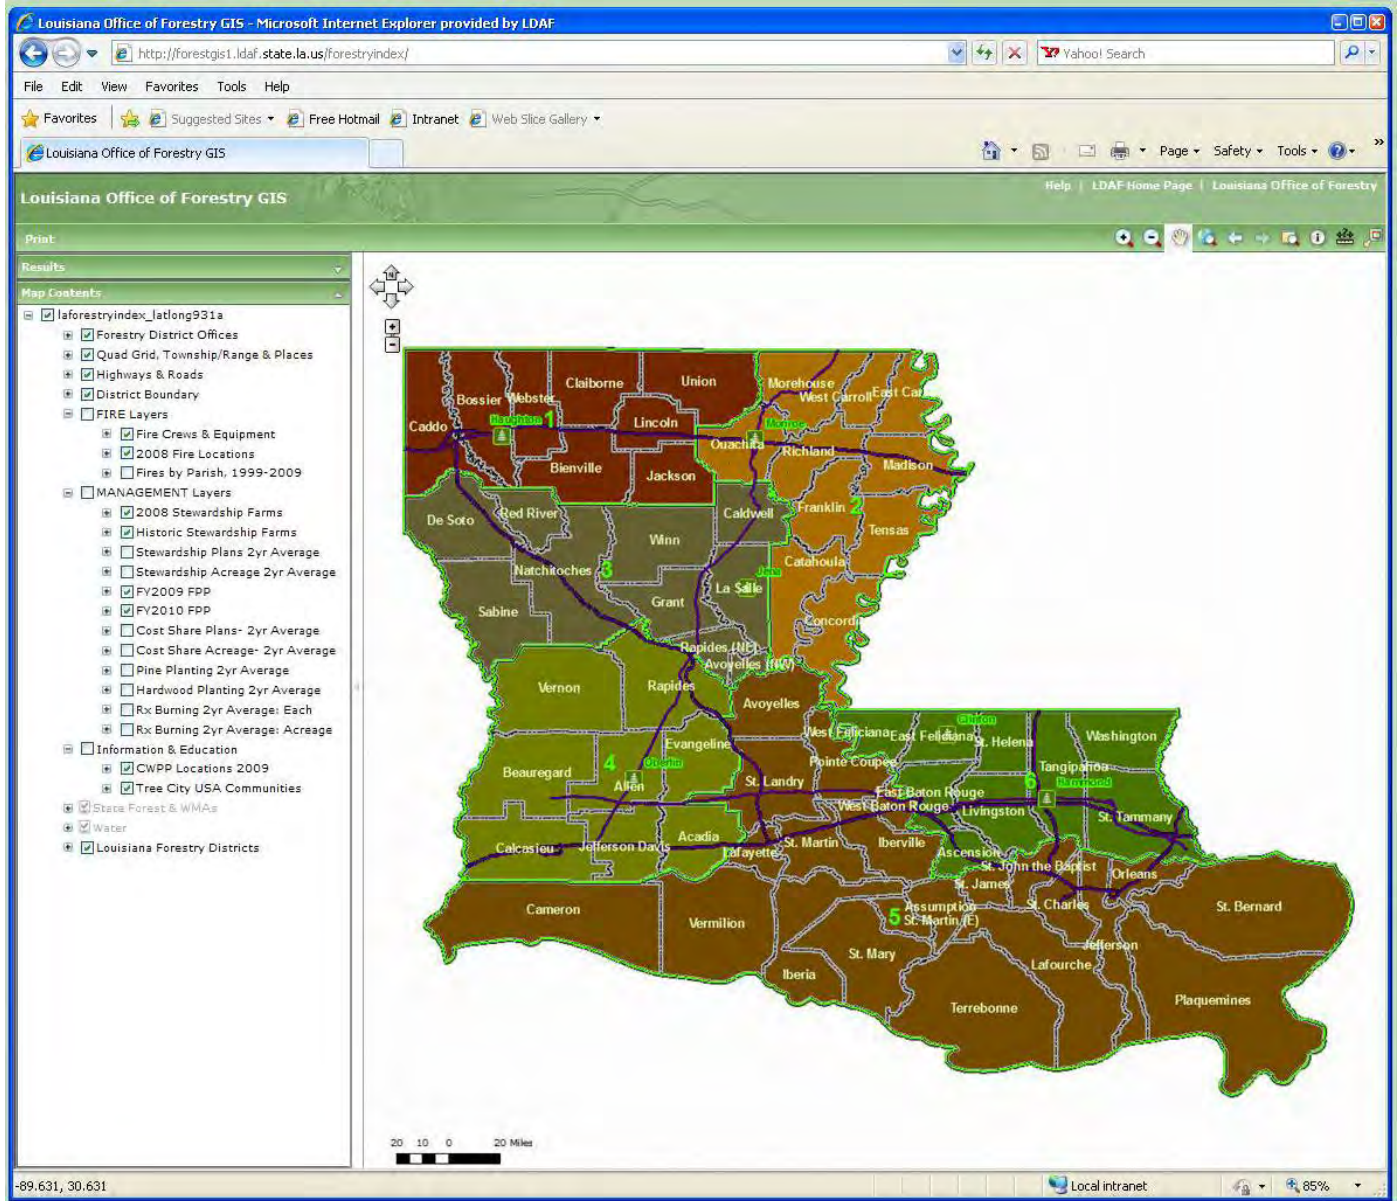 Louisiana Office of Forestry GIS - Microsoft Internet Explorer provided by LDAF
http://forestgis1.ldaf.state.la.us/forestryindex/
Yahoo! Search
File Edit View Favorites Tools Help
Favorites Suggested Sites Free Hotmail Intranet Web Slice Gallery
Louisiana Office of Forestry GIS
Page Safety Tools
Help | LDAF Home Page | Louisiana Office of Forestry
Louisiana Office of Forestry GIS
Print
Results
Map Contents
laforestryindex_latlong931a
Forestry District Offices
Quad Grid, Township/Range & Places
Highways & Roads
District Boundary
FIRE Layers
Fire Crews & Equipment
2008 Fire Locations
Fires by Parish, 1999-2009
MANAGEMENT Layers
2008 Stewardship Farms
Historic Stewardship Farms
Stewardship Plans 2yr Average
Stewardship Acreage 2yr Average
FY2009 FPP
FY2010 FPP
Cost Share Plans- 2yr Average
Cost Share Acreage- 2yr Average
Pine Planting 2yr Average
Hardwood Planting 2yr Average
Rx Burning 2yr Average: Each
Rx Burning 2yr Average: Acreage
Information & Education
CWPP Locations 2009
Tree City USA Communities
State Forest & WMAs
Water
Louisiana Forestry Districts
N
Claiborne
Union
Morehouse
Bossier
Webster
West Carroll
East Car
Caddo
Haughton
1
Lincoln
Monroe
Ouachita
Richland
Bienville
Jackson
Madison
De Soto
Red River
Caldwell
Franklin
2
Winn
Tensas
Natchitoches
3
Catahoula
Jena
La Salle
Sabine
Grant
Concordi
Rapides (NE)
Avoyelles (NW)
Vernon
Rapides
Avoyelles
Clinton
West Feliciana
East Feliciana
St. Helena
Washington
Evangeline
Pointe Coupee
Beauregard
4
Oberlin
Allen
St. Landry
Tangipahoa
6
Hammond
East Baton Rouge
West Baton Rouge
Livingston
St. Tammany
Calcasieu
Jefferson Davis
Acadia
Lafayette
St. Martin
Iberville
Ascension
St. John the Baptist
Orleans
St. James
Cameron
Vermilion
5
Assumption
St. Martin (E)
St. Charles
St. Bernard
St. Mary
Jefferson
Lafourche
Iberia
Terrebonne
Plaquemines
20 10 0 20 Miles
-89.631, 30.631
Local intranet
85%